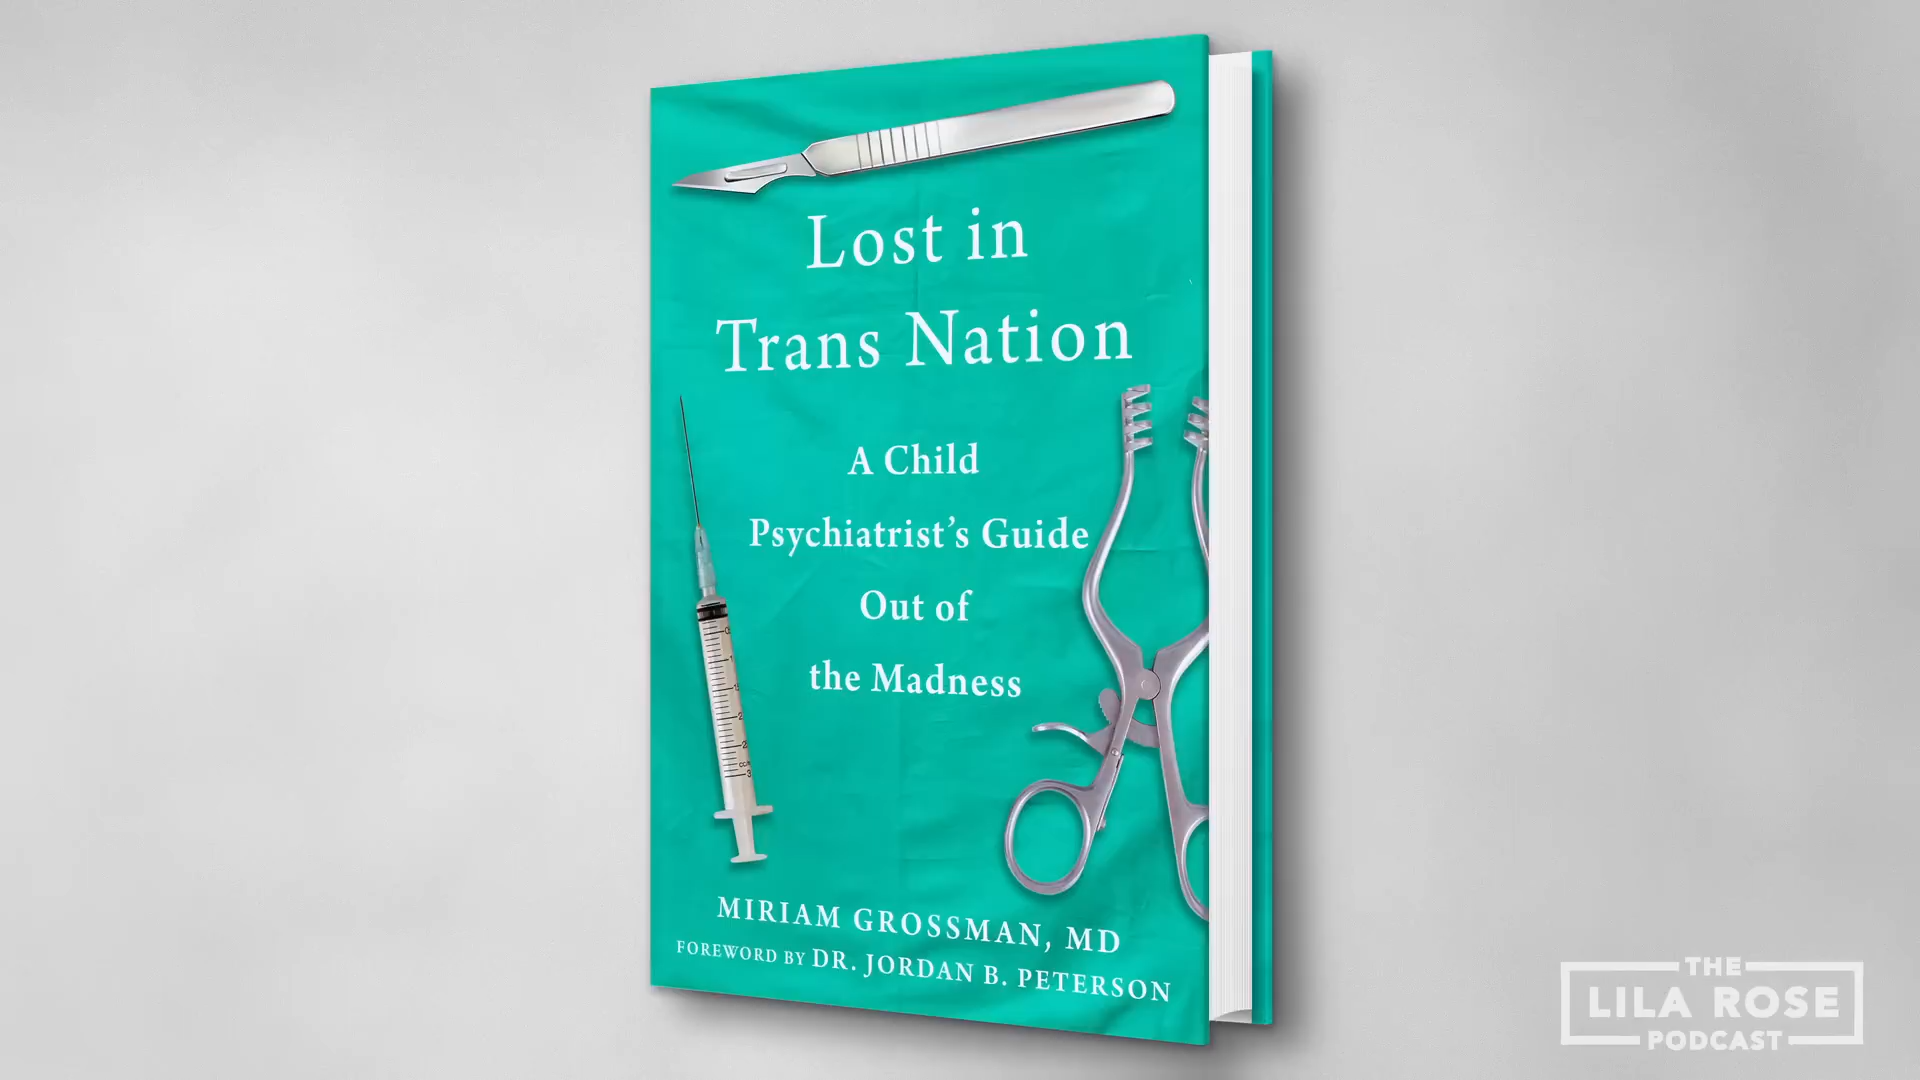 Lost in
Trans Nation
A Child
Psychiatrist's Guide
Out of
the Madness
MIRIAM GROSSMAN, MD
FOREWORD BY DR. JORDAN B. PETERSON
THE
LILA ROSE
PODCAST